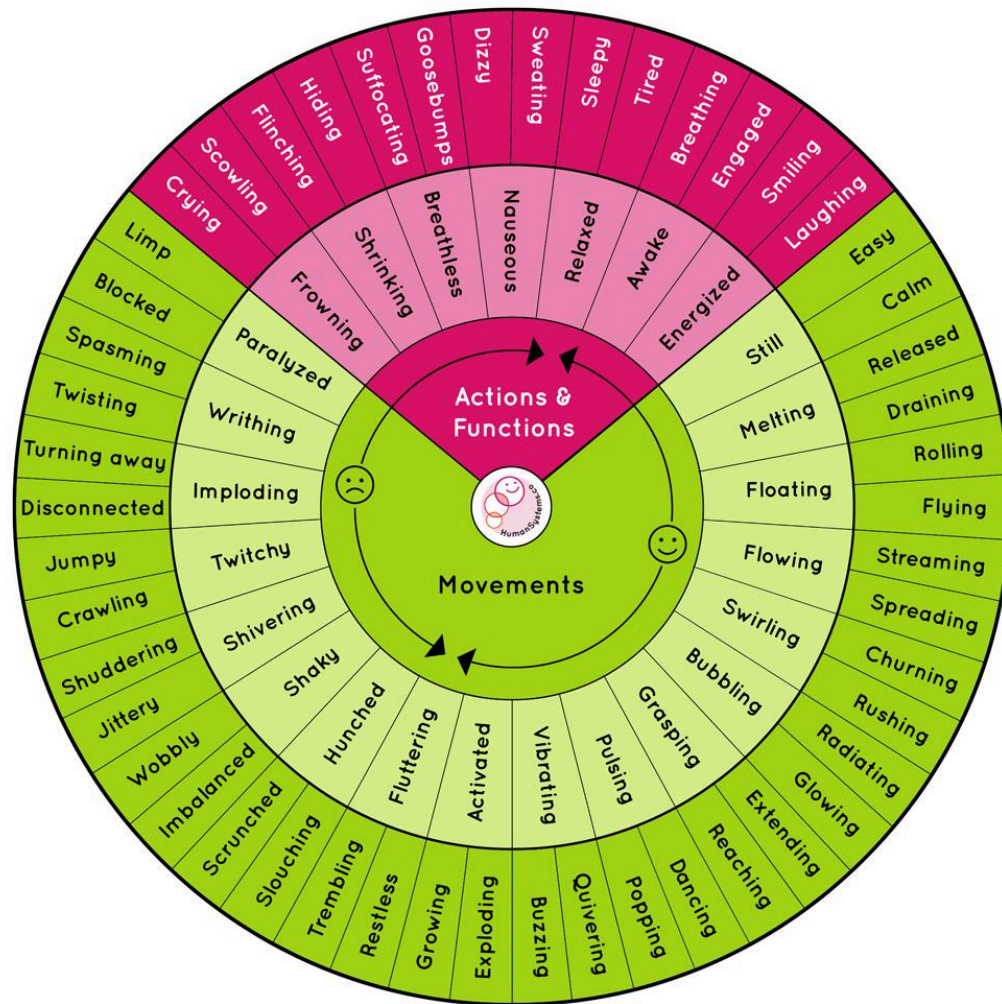 Crying
Scowling
Flinching
Hiding
Suffocating
Goosebumps
Dizzy
Sweating
Sleepy
Tired
Breathing
Engaged
Smiling
Laughing
Frowning
Shrinking
Breathless
Nauseous
Relaxed
Awake
Energized
Actions &
Functions
HumanSystems.co
Movements
Easy
Calm
Released
Draining
Rolling
Flying
Streaming
Spreading
Churning
Rushing
Radiating
Glowing
Extending
Reaching
Dancing
Popping
Quivering
Buzzing
Exploding
Growing
Restless
Trembling
Slouching
Scrunched
Imbalanced
Wobbly
Jittery
Shuddering
Crawling
Jumpy
Disconnected
Turning away
Twisting
Spasming
Blocked
Limp
Still
Melting
Floating
Flowing
Swirling
Bubbling
Grasping
Pulsing
Vibrating
Activated
Fluttering
Hunched
Shaky
Shivering
Twitchy
Imploding
Writhing
Paralyzed